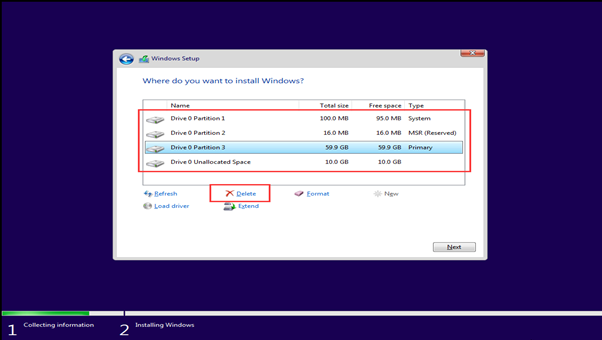 Windows Setup
Where do you want to install Windows?
Name Total size Free space Type
Drive 0 Partition 1 100.0 MB 95.0 MB System
Drive 0 Partition 2 16.0 MB 16.0 MB MSR (Reserved)
Drive 0 Partition 3 59.9 GB 59.9 GB Primary
Drive 0 Unallocated Space 10.0 GB 10.0 GB
Refresh Delete Format New
Load driver Extend
Next
1 Collecting information 2 Installing Windows